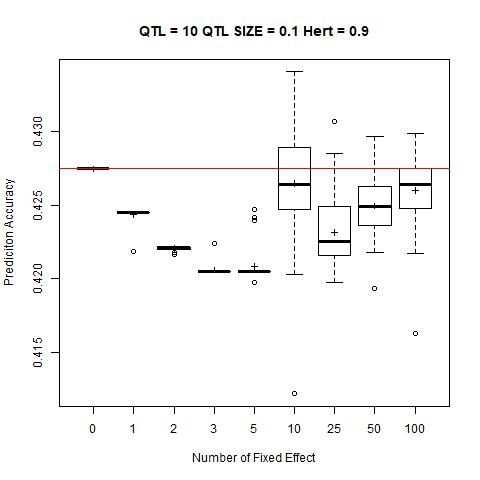 QTL = 10 QTL SIZE = 0.1 Hert = 0.9
Prediciton Accuracy
0.430
0.425
0.420
0.415
0 1 2 3 5 10 25 50 100
Number of Fixed Effect